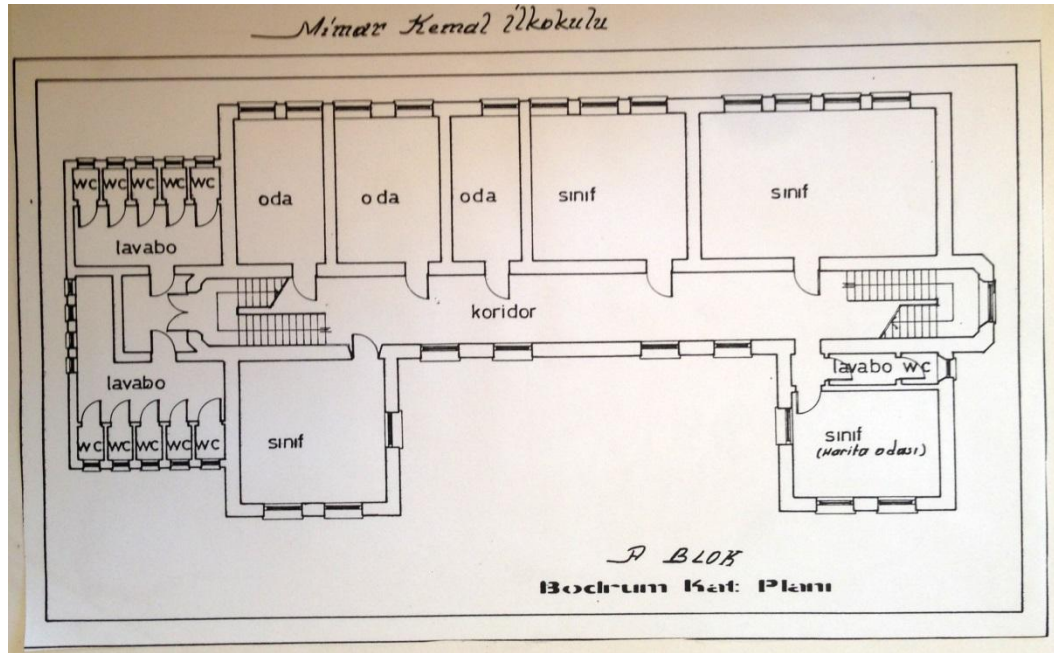 Mimar Kemal İlkokulu
wc wc wc wc wc
oda oda oda sınıf sınıf
lavabo
koridor
lavabo
lavabo wc
wc wc wc wc wc
sınıf
sınıf
(Harita odası)
A BLOK
Bodrum Kat: Planı